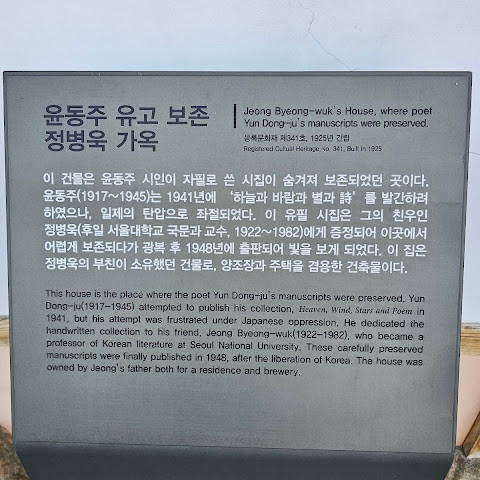 윤동주 유고 보존
정병욱 가옥
Jeong Byeong-wuk's House, where poet
Yun Dong-ju's manuscripts were preserved.
등록문화재 제341호, 1925년 건립
Registered Cultural Heritage No. 341, Built in 1925
이 건물은 윤동주 시인이 자필로 쓴 시집이 숨겨져 보존되었던 곳이다.
윤동주(1917~1945)는 1941년에 ‘하늘과 바람과 별과 詩’를 발간하려
하였으나, 일제의 탄압으로 좌절되었다. 이 유필 시집은 그의 친우인
정병욱(후일 서울대학교 국문과 교수, 1922~1982)에게 증정되어 이곳에서
어렵게 보존되다가 광복 후 1948년에 출판되어 빛을 보게 되었다. 이 집은
정병욱의 부친이 소유했던 건물로, 양조장과 주택을 겸용한 건축물이다.
This house is the place where the poet Yun Dong-ju's manuscripts were preserved. Yun
Dong-ju(1917-1945) attempted to publish his collection, Heaven, Wind, Stars and Poem in
1941, but his attempt was frustrated under Japanese oppression. He dedicated the
handwritten collection to his friend, Jeong Byeong-wuk(1922-1982), who became a
professor of Korean literature at Seoul National University. These carefully preserved
manuscripts were finally published in 1948, after the liberation of Korea. The house was
owned by Jeong's father both for a residence and brewery.